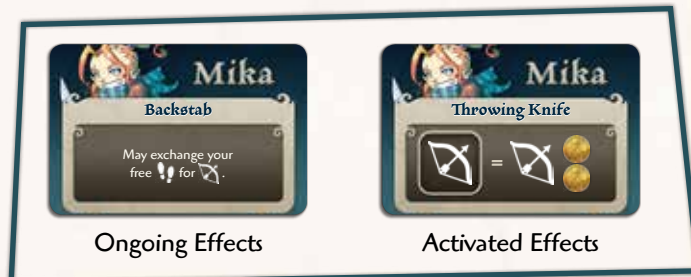 Mika
Backstab
May exchange your
free for .
Ongoing Effects
Mika
Throwing Knife
=
Activated Effects